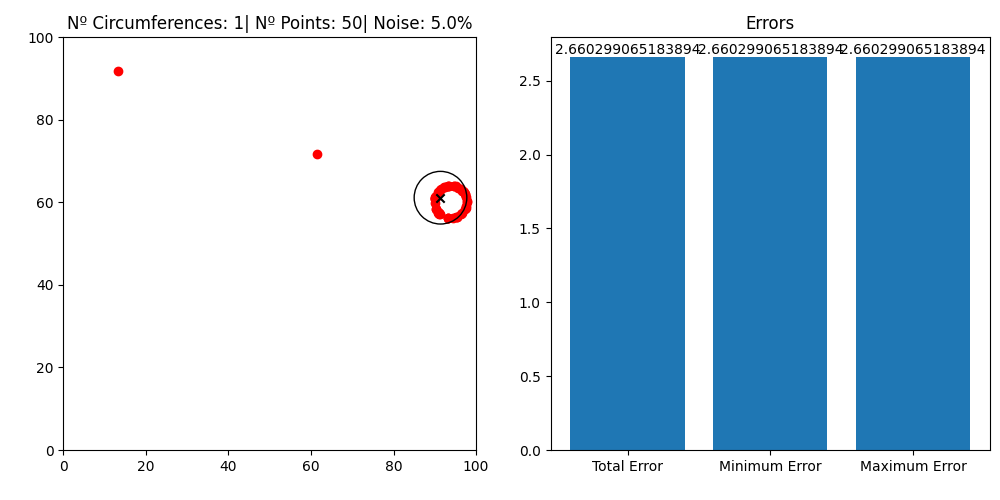 Nº Circumferences: 1| Nº Points: 50| Noise: 5.0%
100
80
60
40
20
0
0 20 40 60 80 100
Errors
2.660299065183894 2.660299065183894 2.660299065183894
2.5
2.0
1.5
1.0
0.5
0.0
Total Error Minimum Error Maximum Error